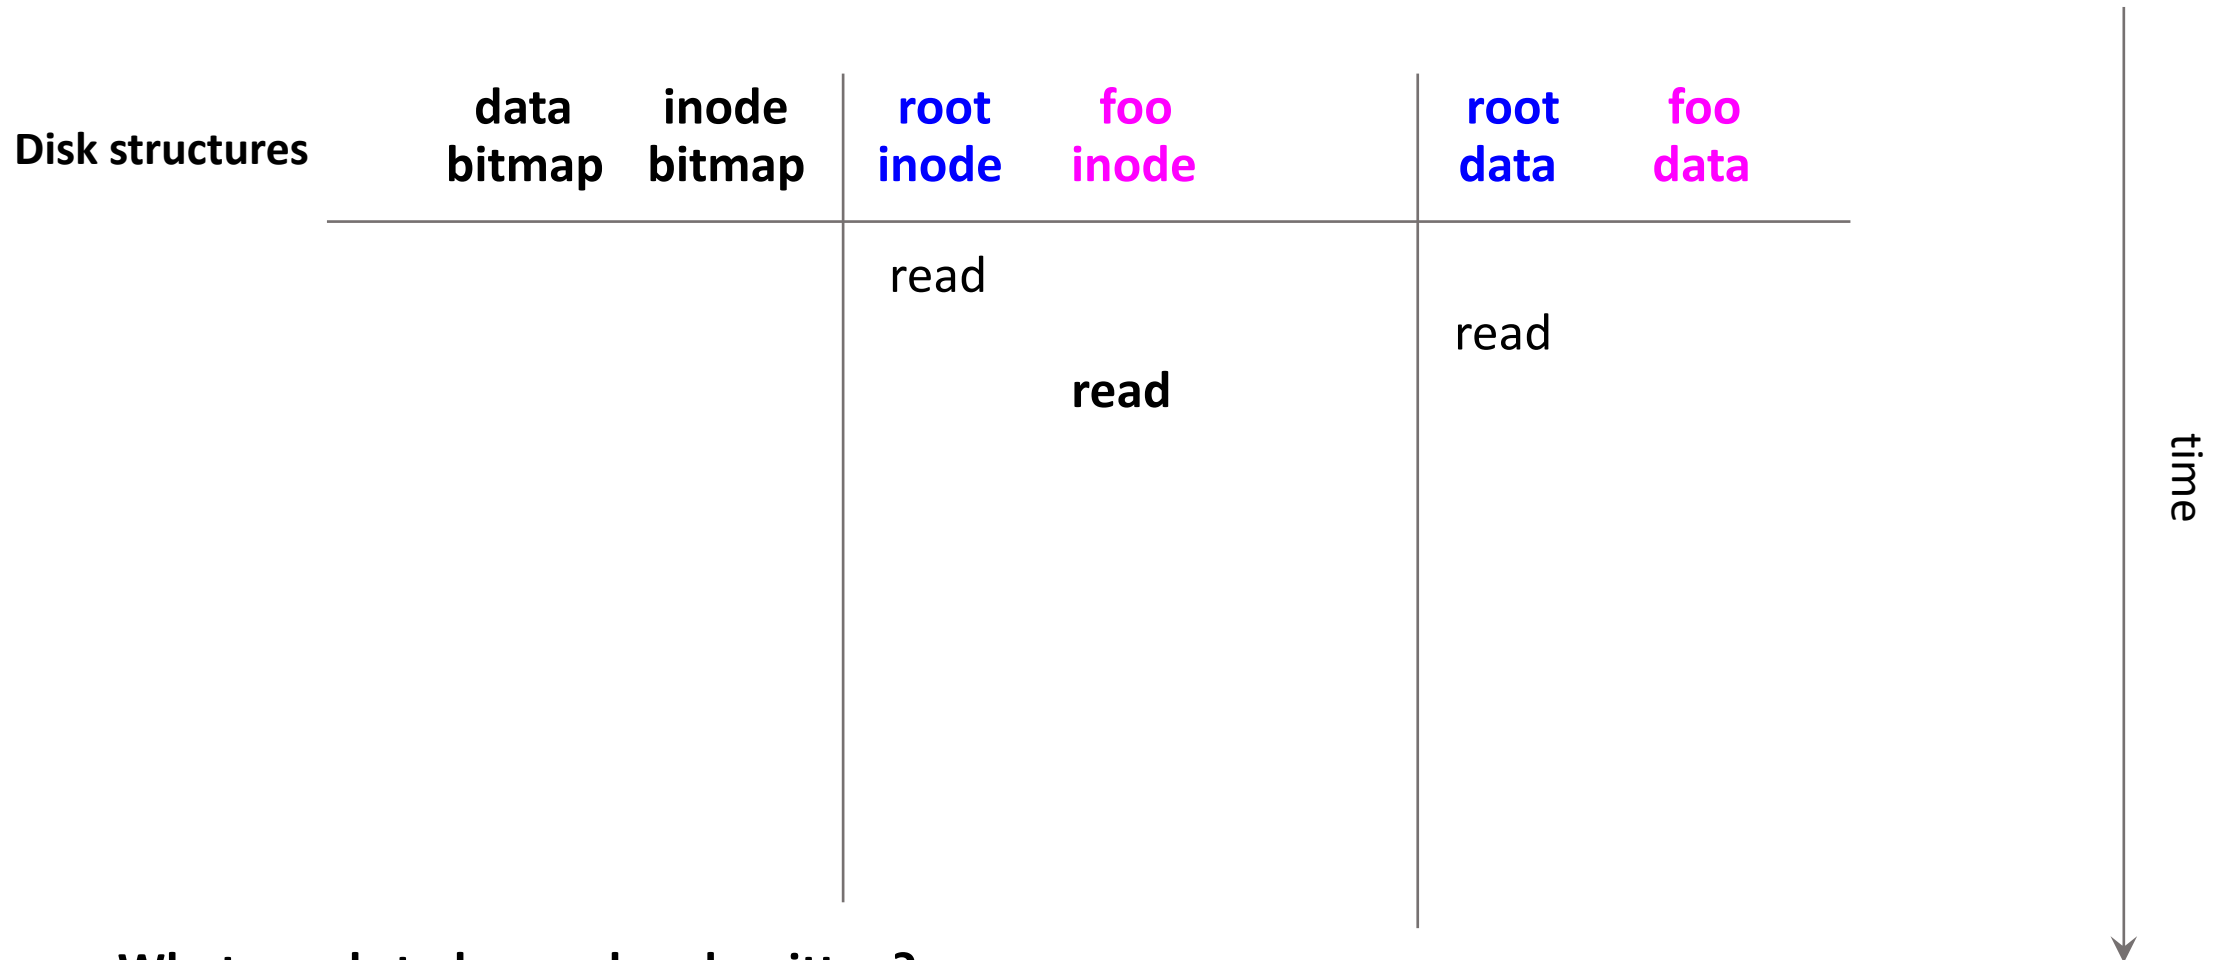 data inode root foo root foo
Disk structures
bitmap bitmap inode inode data data
read
read
read
time